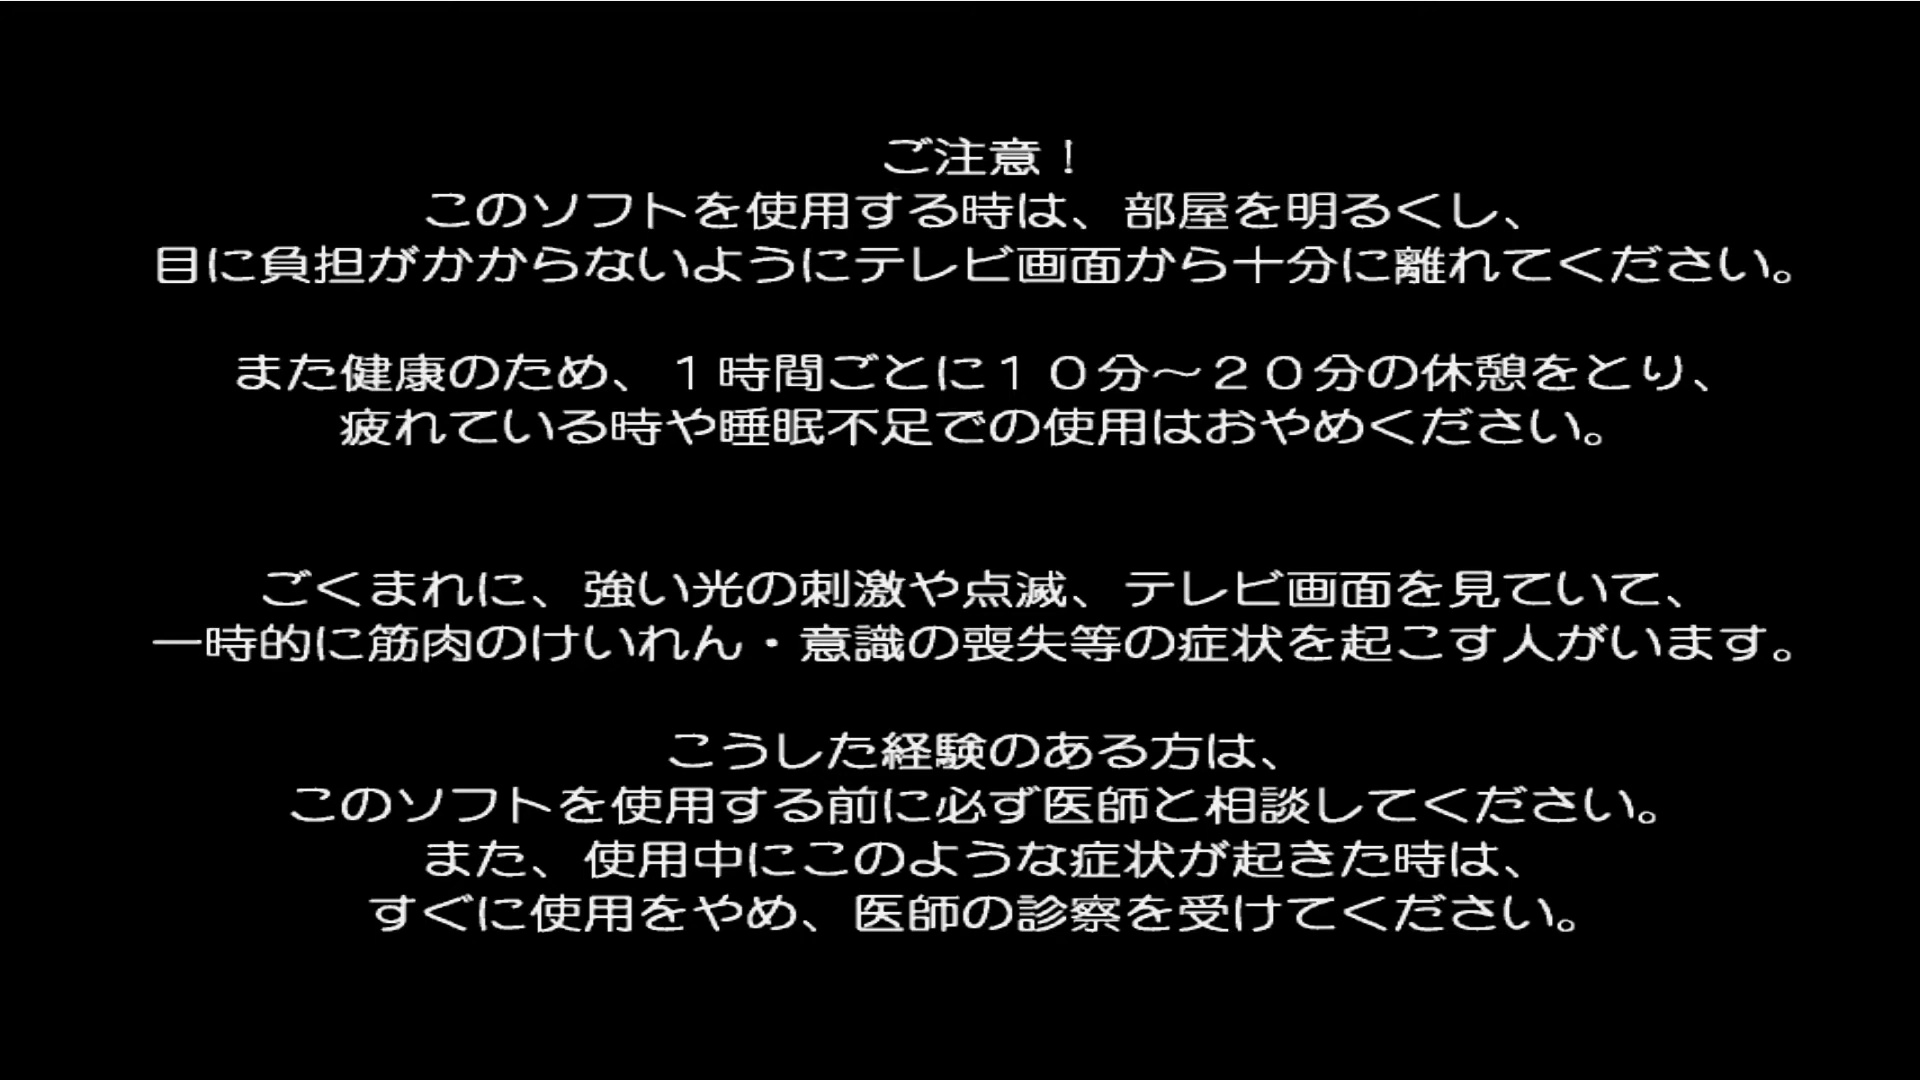 ご注意！
このソフトを使用する時は、部屋を明るくし、
目に負担がかからないようにテレビ画面から十分に離れてください。
また健康のため、１時間ごとに１０分～２０分の休憩をとり、
疲れている時や睡眠不足での使用はおやめください。
ごくまれに、強い光の刺激や点滅、テレビ画面を見ていて、
一時的に筋肉のけいれん・意識の喪失等の症状を起こす人がいます。
こうした経験のある方は、
このソフトを使用する前に必ず医師と相談してください。
また、使用中にこのような症状が起きた時は、
すぐに使用をやめ、医師の診察を受けてください。